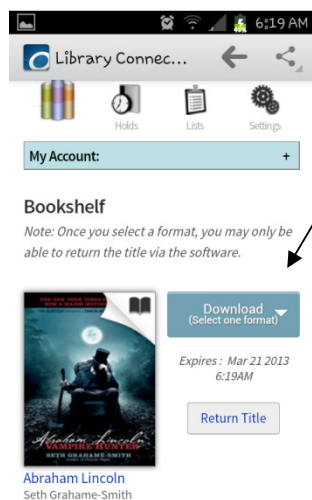 6:19 AM
Library Connec...
Holds
Lists
Settings
My Account: +
Bookshelf
Note: Once you select a format, you may only be
able to return the title via the software.
Download
(Select one format)
Expires : Mar 21 2013
6:19AM
Return Title
Abraham Lincoln
VAMPIRE HUNTER
SETH GRAHAME-SMITH
Abraham Lincoln
Seth Grahame-Smith